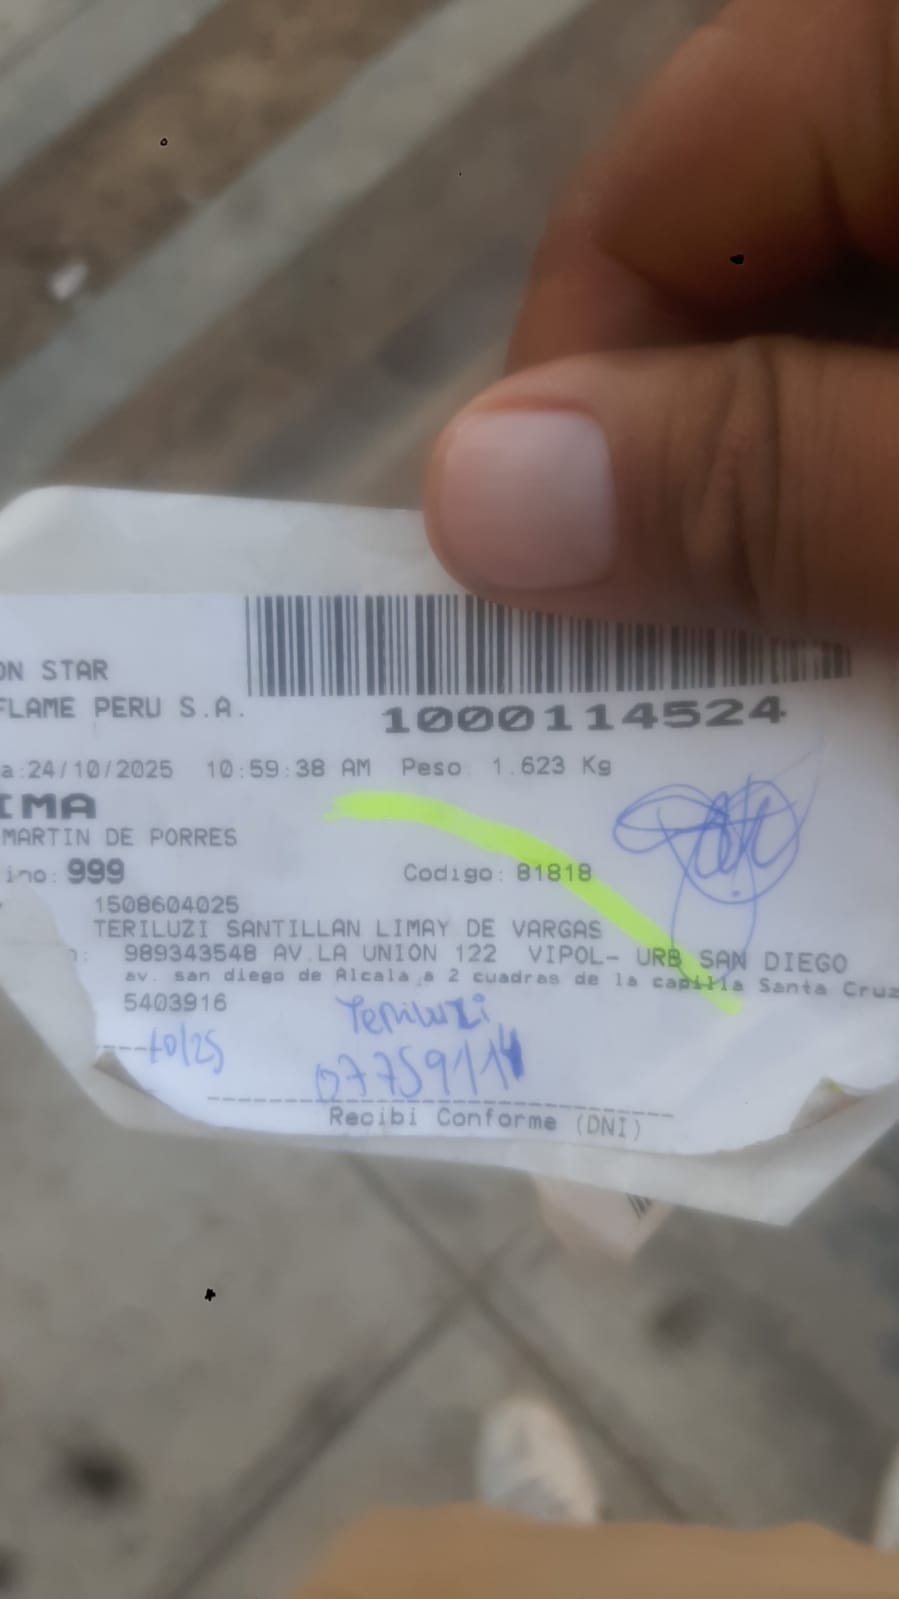 ON STAR
FLAME PERU S.A.
1000114524
a:24/10/2025 10:59:38 AM Peso 1.623 Kg
IMA
MARTIN DE PORRES
ino: 999 Codigo: 81818
1508604025
TERILUZI SANTILLAN LIMAY DE VARGAS
: 989343548 AV.LA UNION 122 VIPOL- URB SAN DIEGO
av. san diego de Alcala a 2 cuadras de la capilla Santa Cruz
5403916
Teriluzi
10/25
07759114
Recibi Conforme (DNI)